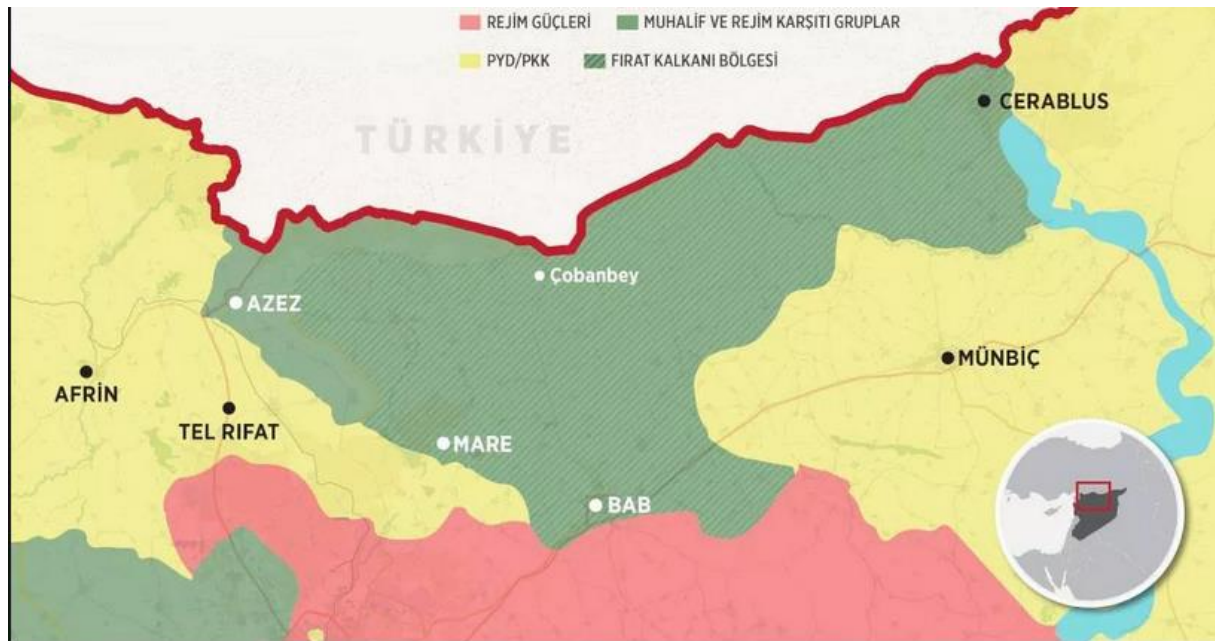 REJİM GÜÇLERİ
MUHALİF VE REJİM KARŞITI GRUPLAR
PYD/PKK
FIRAT KALKANI BÖLGESİ
TÜRKİYE
CERABLUS
Çobanbey
AZEZ
MÜNBİÇ
AFRİN
TEL RIFAT
MARE
BAB